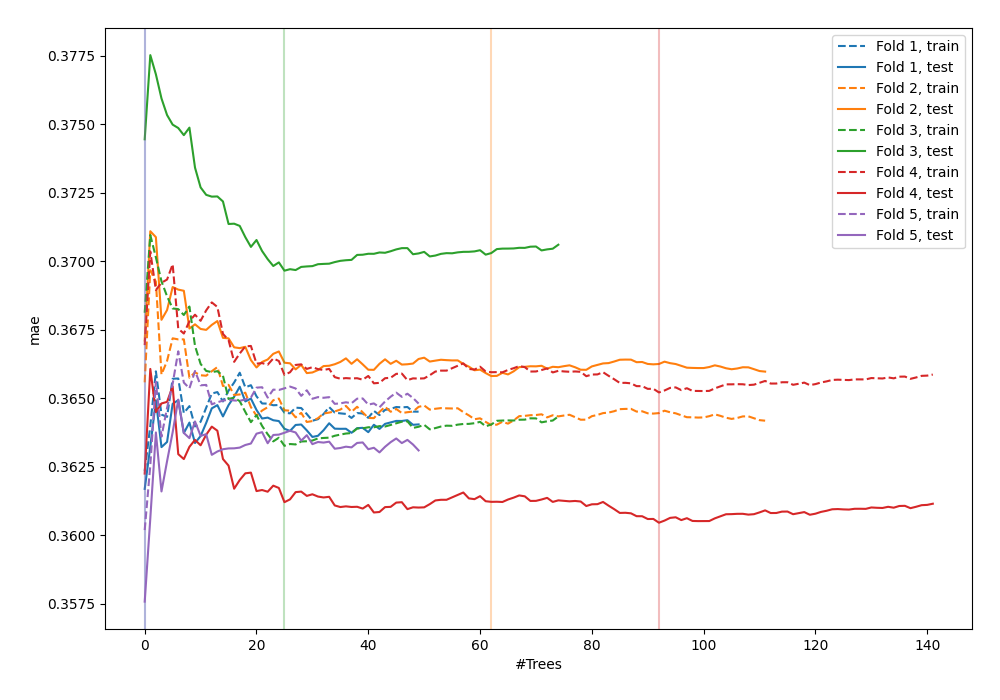 0.3775
0.3750
0.3725
0.3700
0.3675
0.3650
0.3625
0.3600
0.3575
mae
0
20
40
60
80
100
120
140
#Trees
Fold 1, train
Fold 1, test
Fold 2, train
Fold 2, test
Fold 3, train
Fold 3, test
Fold 4, train
Fold 4, test
Fold 5, train
Fold 5, test